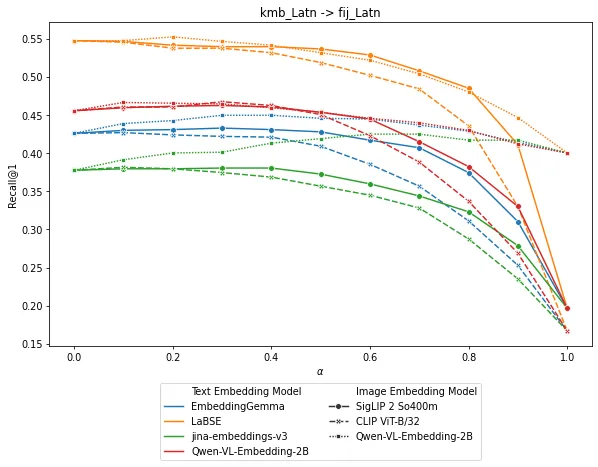 kmb_Latn -> fij_Latn
Recall@1
0.55
0.50
0.45
0.40
0.35
0.30
0.25
0.20
0.15
0.0 0.2 0.4 0.6 0.8 1.0
α
Text Embedding Model
EmbeddingGemma
LaBSE
jina-embeddings-v3
Qwen-VL-Embedding-2B
Image Embedding Model
SigLIP 2 So400m
CLIP ViT-B/32
Qwen-VL-Embedding-2B